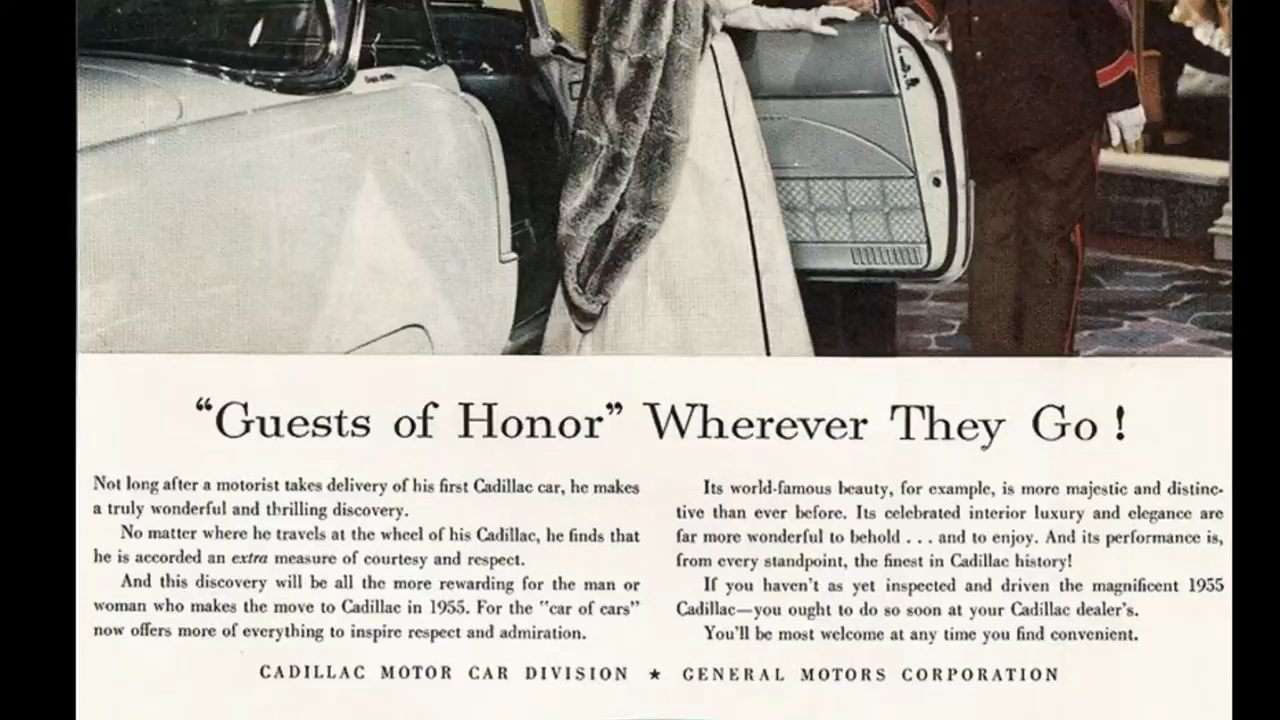 “Guests of Honor” Wherever They Go !
Not long after a motorist takes delivery of his first Cadillac car, he makes
a truly wonderful and thrilling discovery.
No matter where he travels at the wheel of his Cadillac, he finds that
he is accorded an extra measure of courtesy and respect.
And this discovery will be all the more rewarding for the man or
woman who makes the move to Cadillac in 1955. For the "car of cars"
now offers more of everything to inspire respect and admiration.
Its world-famous beauty, for example, is more majestic and distinc-
tive than ever before. Its celebrated interior luxury and elegance are
far more wonderful to behold . . . and to enjoy. And its performance is,
from every standpoint, the finest in Cadillac history!
If you haven't as yet inspected and driven the magnificent 1955
Cadillac—you ought to do so soon at your Cadillac dealer's.
You'll be most welcome at any time you find convenient.
CADILLAC MOTOR CAR DIVISION ★ GENERAL MOTORS CORPORATION